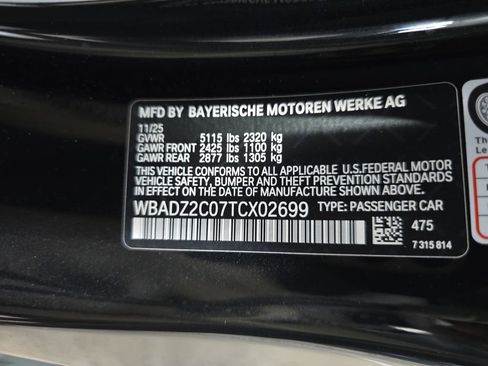 MFD BY BAYERISCHE MOTOREN WERKE AG
11/25
GVWR 5115 lbs 2320 kg
GAWR FRONT 2425 lbs 1100 kg
GAWR REAR 2877 lbs 1305 kg
THIS VEHICLE CONFORMS TO ALL APPLICABLE U.S.FEDERAL MOTOR
VEHICLE SAFETY, BUMPER AND THEFT PREVENTION STANDARDS
IN EFFECT ON THE DATE OF MANUFACTURE SHOWN ABOVE.
WBADZ2C07TCX02699 TYPE: PASSENGER CAR
475
7 315 814
The
Le